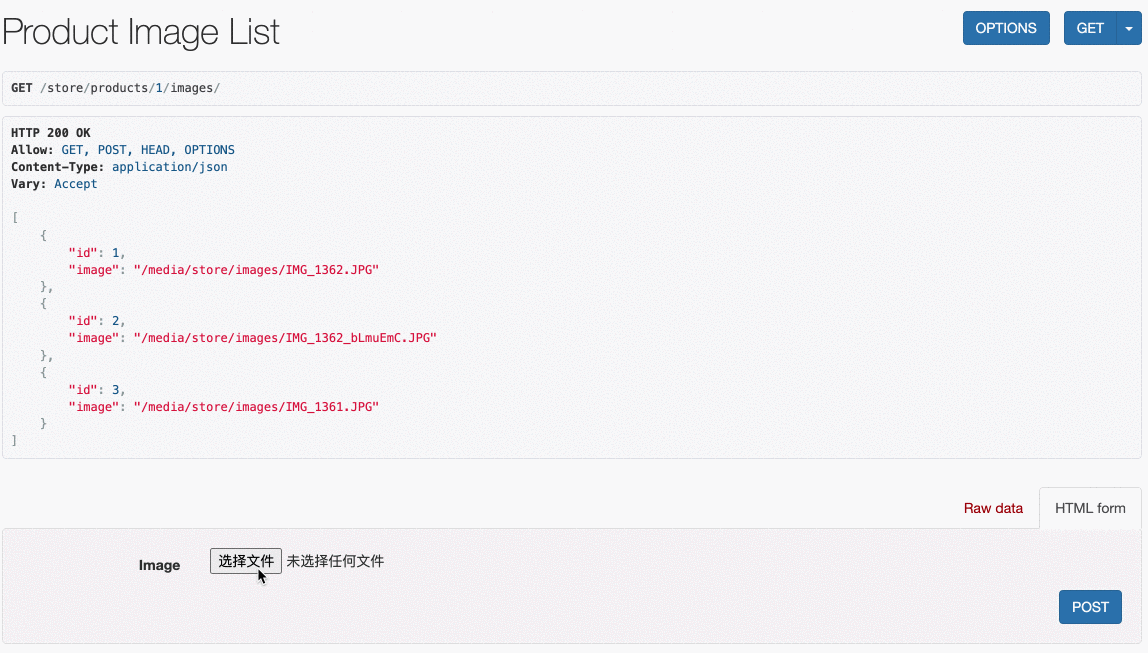 Product Image List
OPTIONS
GET
GET /store/products/1/images/
HTTP 200 OK
Allow: GET, POST, HEAD, OPTIONS
Content-Type: application/json
Vary: Accept
[
    {
        "id": 1,
        "image": "/media/store/images/IMG_1362.JPG"
    },
    {
        "id": 2,
        "image": "/media/store/images/IMG_1362_bLmuEmC.JPG"
    },
    {
        "id": 3,
        "image": "/media/store/images/IMG_1361.JPG"
    }
]
Raw data
HTML form
Image 选择文件 未选择任何文件
POST